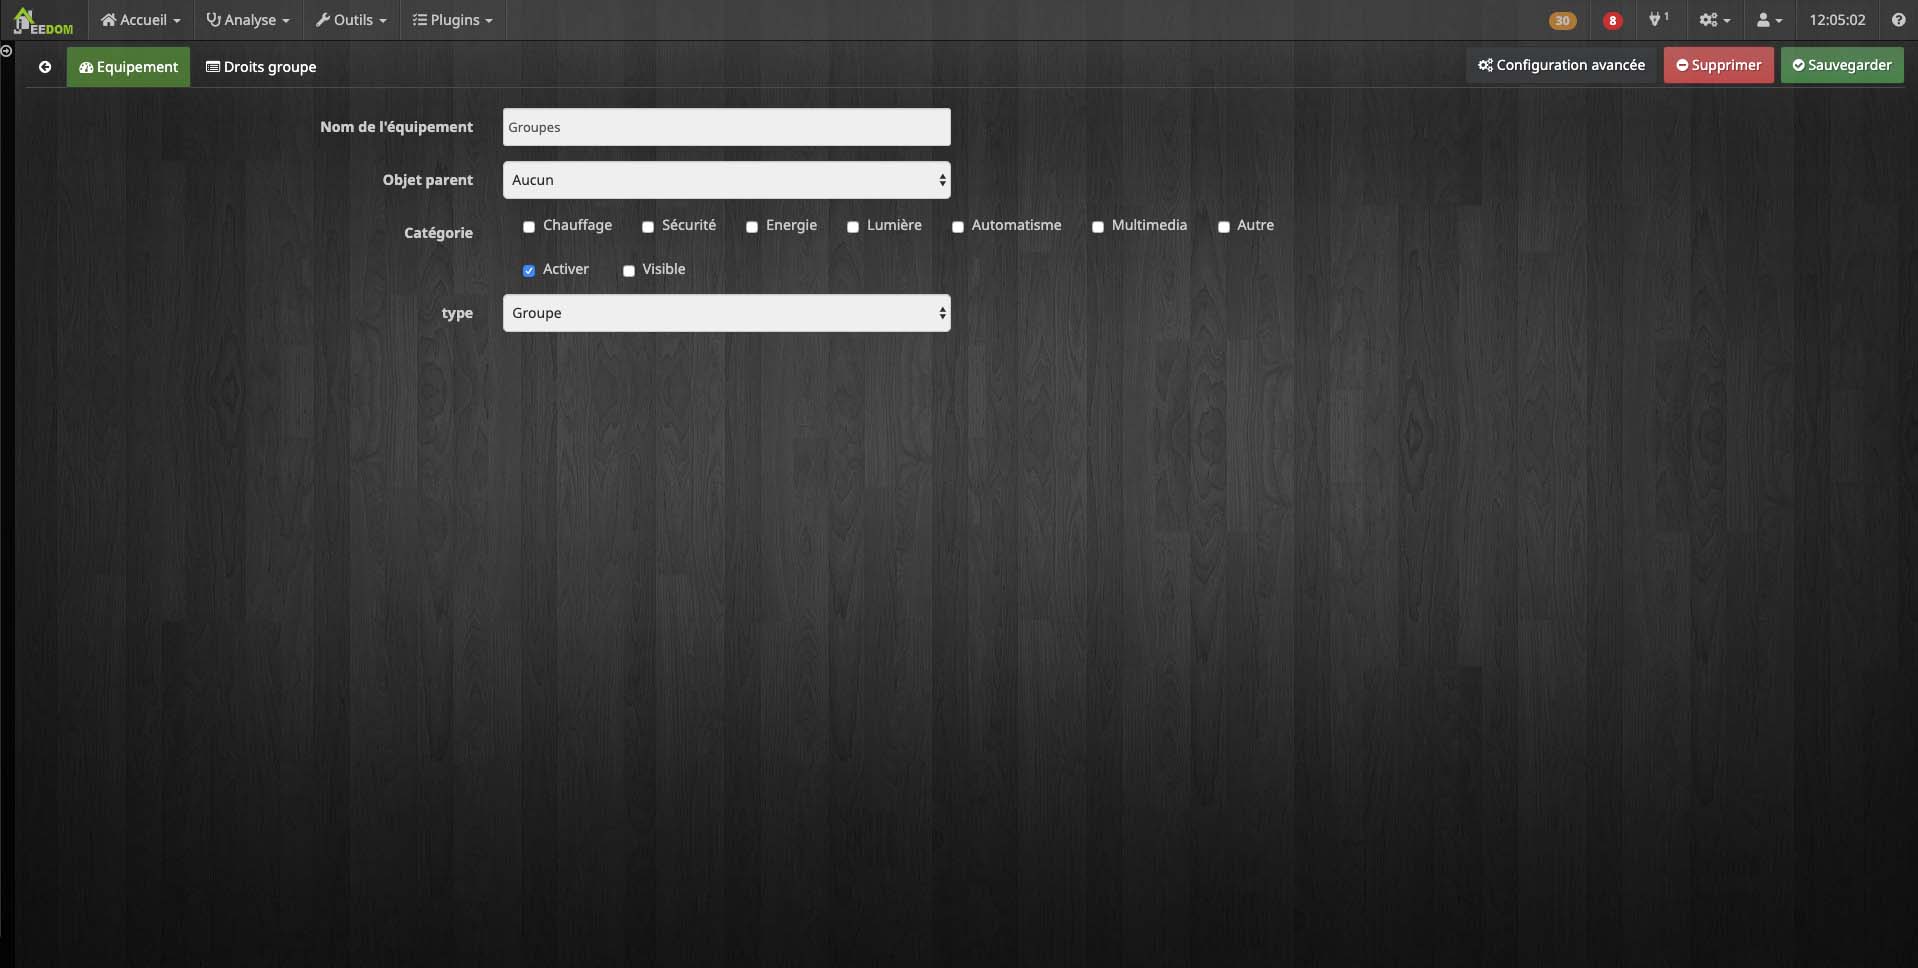 JEEDOM Accueil Analyse Outils Plugins 30 8 1 12:05:02
Equipement Droits groupe Configuration avancée Supprimer Sauvegarder
Nom de l'équipement Groupes
Objet parent Aucun
Catégorie Chauffage Sécurité Energie Lumière Automatisme Multimedia Autre
Activer Visible
type Groupe